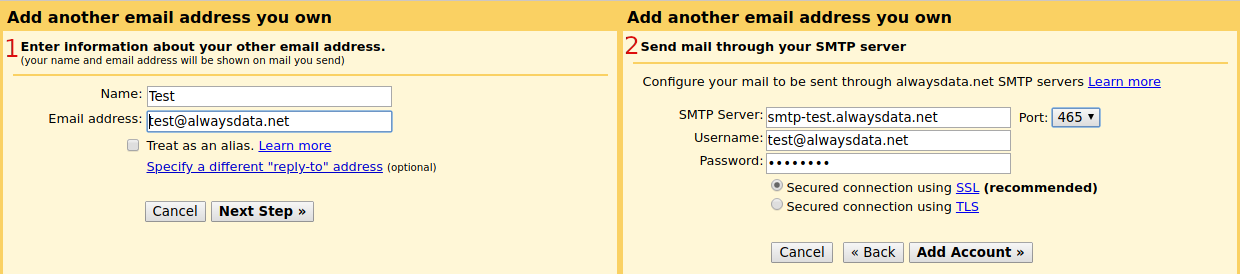 Add another email address you own
1 Enter information about your other email address.
(your name and email address will be shown on mail you send)
Name: Test
Email address: test@alwaysdata.net
Treat as an alias. Learn more
Specify a different "reply-to" address (optional)
Cancel Next Step »
Add another email address you own
2 Send mail through your SMTP server
Configure your mail to be sent through alwaysdata.net SMTP servers Learn more
SMTP Server: smtp-test.alwaysdata.net Port: 465
Username: test@alwaysdata.net
Password: ••••••••
Secured connection using SSL (recommended)
Secured connection using TLS
Cancel « Back Add Account »